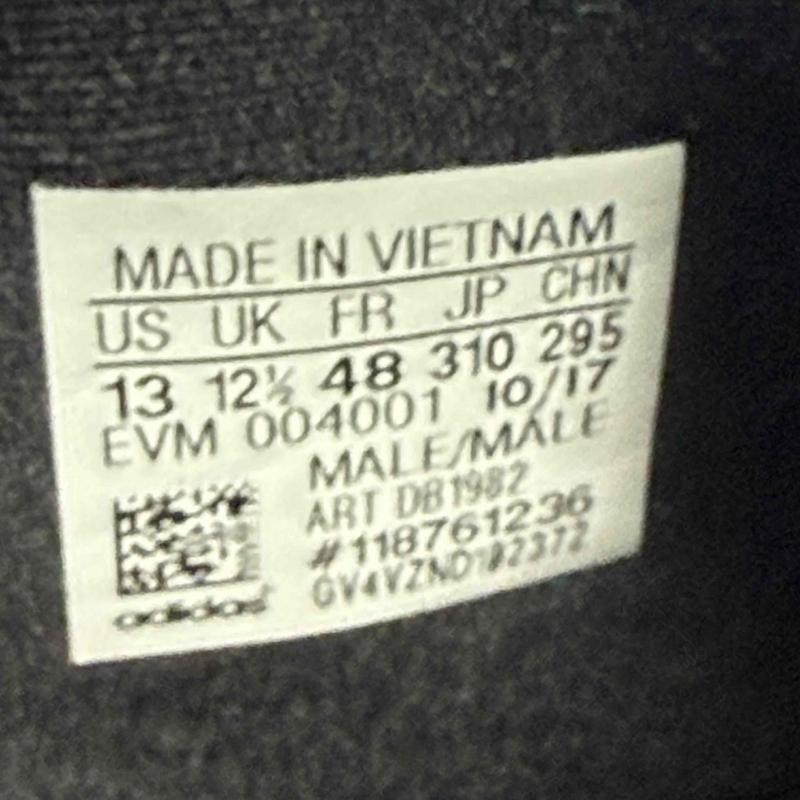 MADE IN VIETNAM
US UK FR JP CHN
13 12½ 48 310 295
EVM 004001 10/17
MALE/MÂLE
ART DB1982
#118761236
adidas